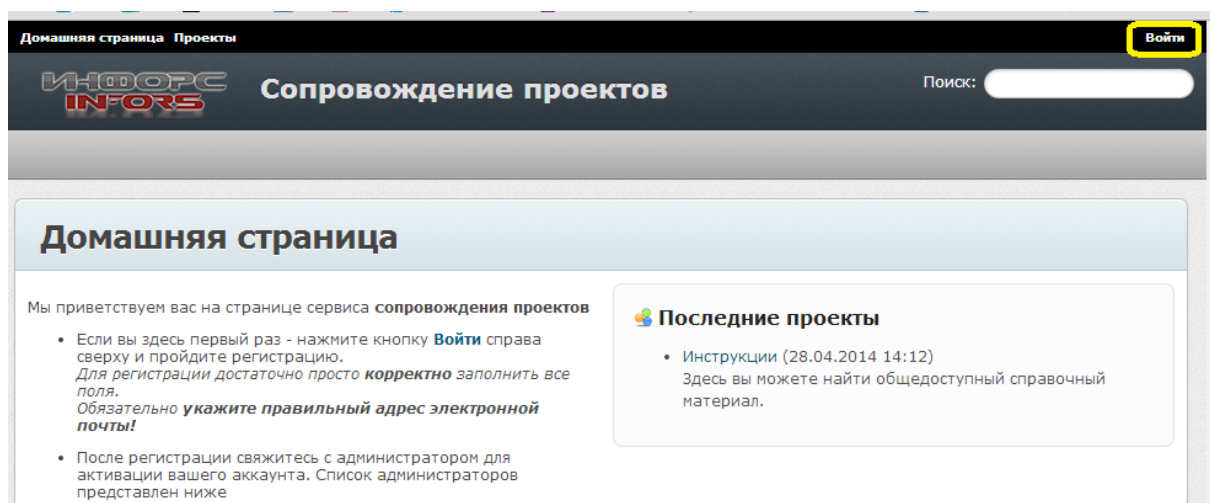 Домашняя страница Проекты
Войти
ИНФОРС
INFORS
Сопровождение проектов
Поиск:
Домашняя страница
Мы приветствуем вас на странице сервиса сопровождения проектов
• Если вы здесь первый раз - нажмите кнопку Войти справа
сверху и пройдите регистрацию.
Для регистрации достаточно просто корректно заполнить все
поля.
Обязательно укажите правильный адрес электронной
почты!
• После регистрации свяжитесь с администратором для
активации вашего аккаунта. Список администраторов
представлен ниже
Последние проекты
• Инструкции (28.04.2014 14:12)
Здесь вы можете найти общедоступный справочный
материал.